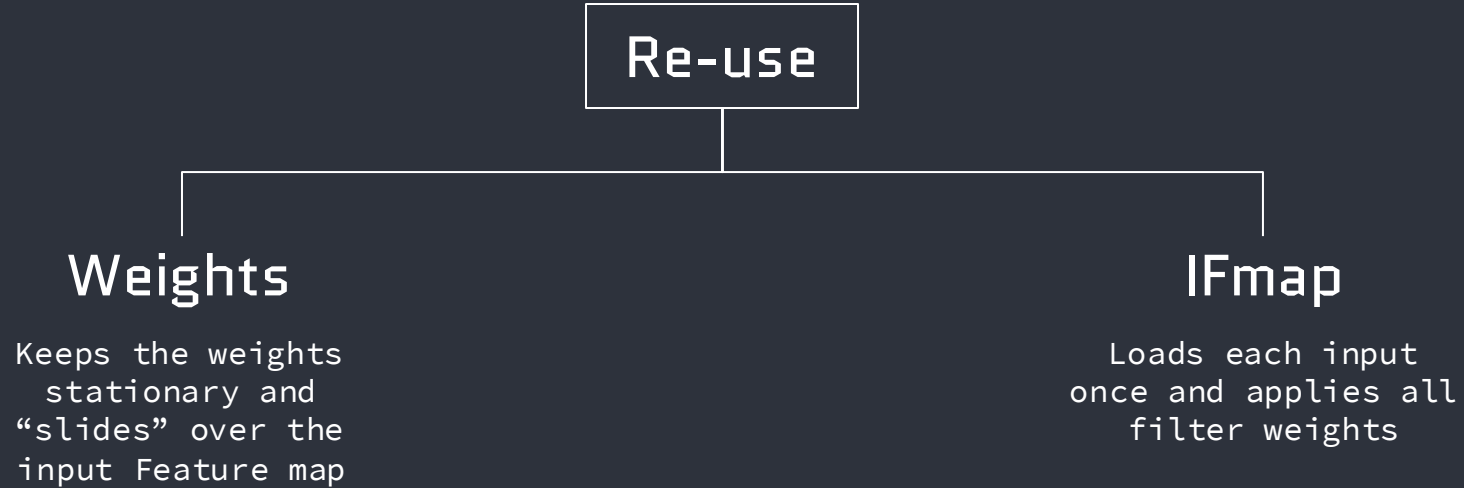 Re-use
Weights
Keeps the weights
stationary and
“slides” over the
input Feature map
IFmap
Loads each input
once and applies all
filter weights